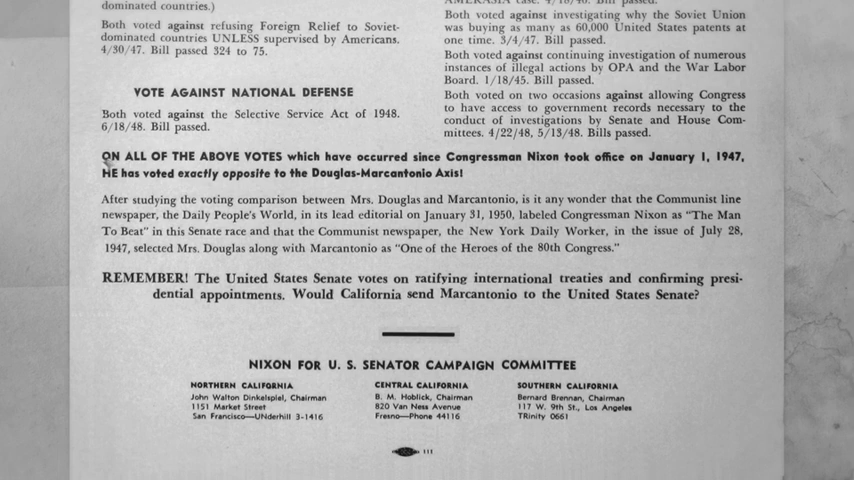 dominated countries.)
Both voted against refusing Foreign Relief to Soviet-
dominated countries UNLESS supervised by Americans.
4/30/47. Bill passed 324 to 75.
VOTE AGAINST NATIONAL DEFENSE
Both voted against the Selective Service Act of 1948.
6/18/48. Bill passed.
AMERASIA case. 4/18/46. Bill passed.
Both voted against investigating why the Soviet Union
was buying as many as 60,000 United States patents at
one time. 3/4/47. Bill passed.
Both voted against continuing investigation of numerous
instances of illegal actions by OPA and the War Labor
Board. 1/18/45. Bill passed.
Both voted on two occasions against allowing Congress
to have access to government records necessary to the
conduct of investigations by Senate and House Com-
mittees. 4/22/48, 5/13/48. Bills passed.
ON ALL OF THE ABOVE VOTES which have occurred since Congressman Nixon took office on January 1, 1947,
HE has voted exactly opposite to the Douglas-Marcantonio Axis!
After studying the voting comparison between Mrs. Douglas and Marcantonio, is it any wonder that the Communist line
newspaper, the Daily People's World, in its lead editorial on January 31, 1950, labeled Congressman Nixon as "The Man
To Beat" in this Senate race and that the Communist newspaper, the New York Daily Worker, in the issue of July 28,
1947, selected Mrs. Douglas along with Marcantonio as "One of the Heroes of the 80th Congress."
REMEMBER! The United States Senate votes on ratifying international treaties and confirming presi-
dential appointments. Would California send Marcantonio to the United States Senate?
NIXON FOR U. S. SENATOR CAMPAIGN COMMITTEE
NORTHERN CALIFORNIA
John Walton Dinkelspiel, Chairman
1151 Market Street
San Francisco—UNderhill 3-1416
CENTRAL CALIFORNIA
B. M. Hoblick, Chairman
820 Van Ness Avenue
Fresno—Phone 44116
SOUTHERN CALIFORNIA
Bernard Brennan, Chairman
117 W. 9th St., Los Angeles
TRinity 0661
111